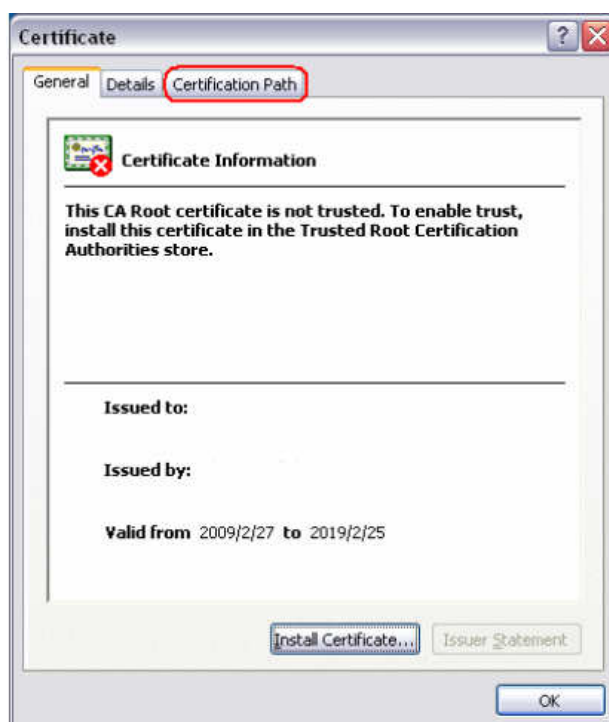 Certificate
General Details Certification Path
Certificate Information
This CA Root certificate is not trusted. To enable trust,
install this certificate in the Trusted Root Certification
Authorities store.
Issued to:
Issued by:
Valid from 2009/2/27 to 2019/2/25
Install Certificate... Issuer Statement
OK